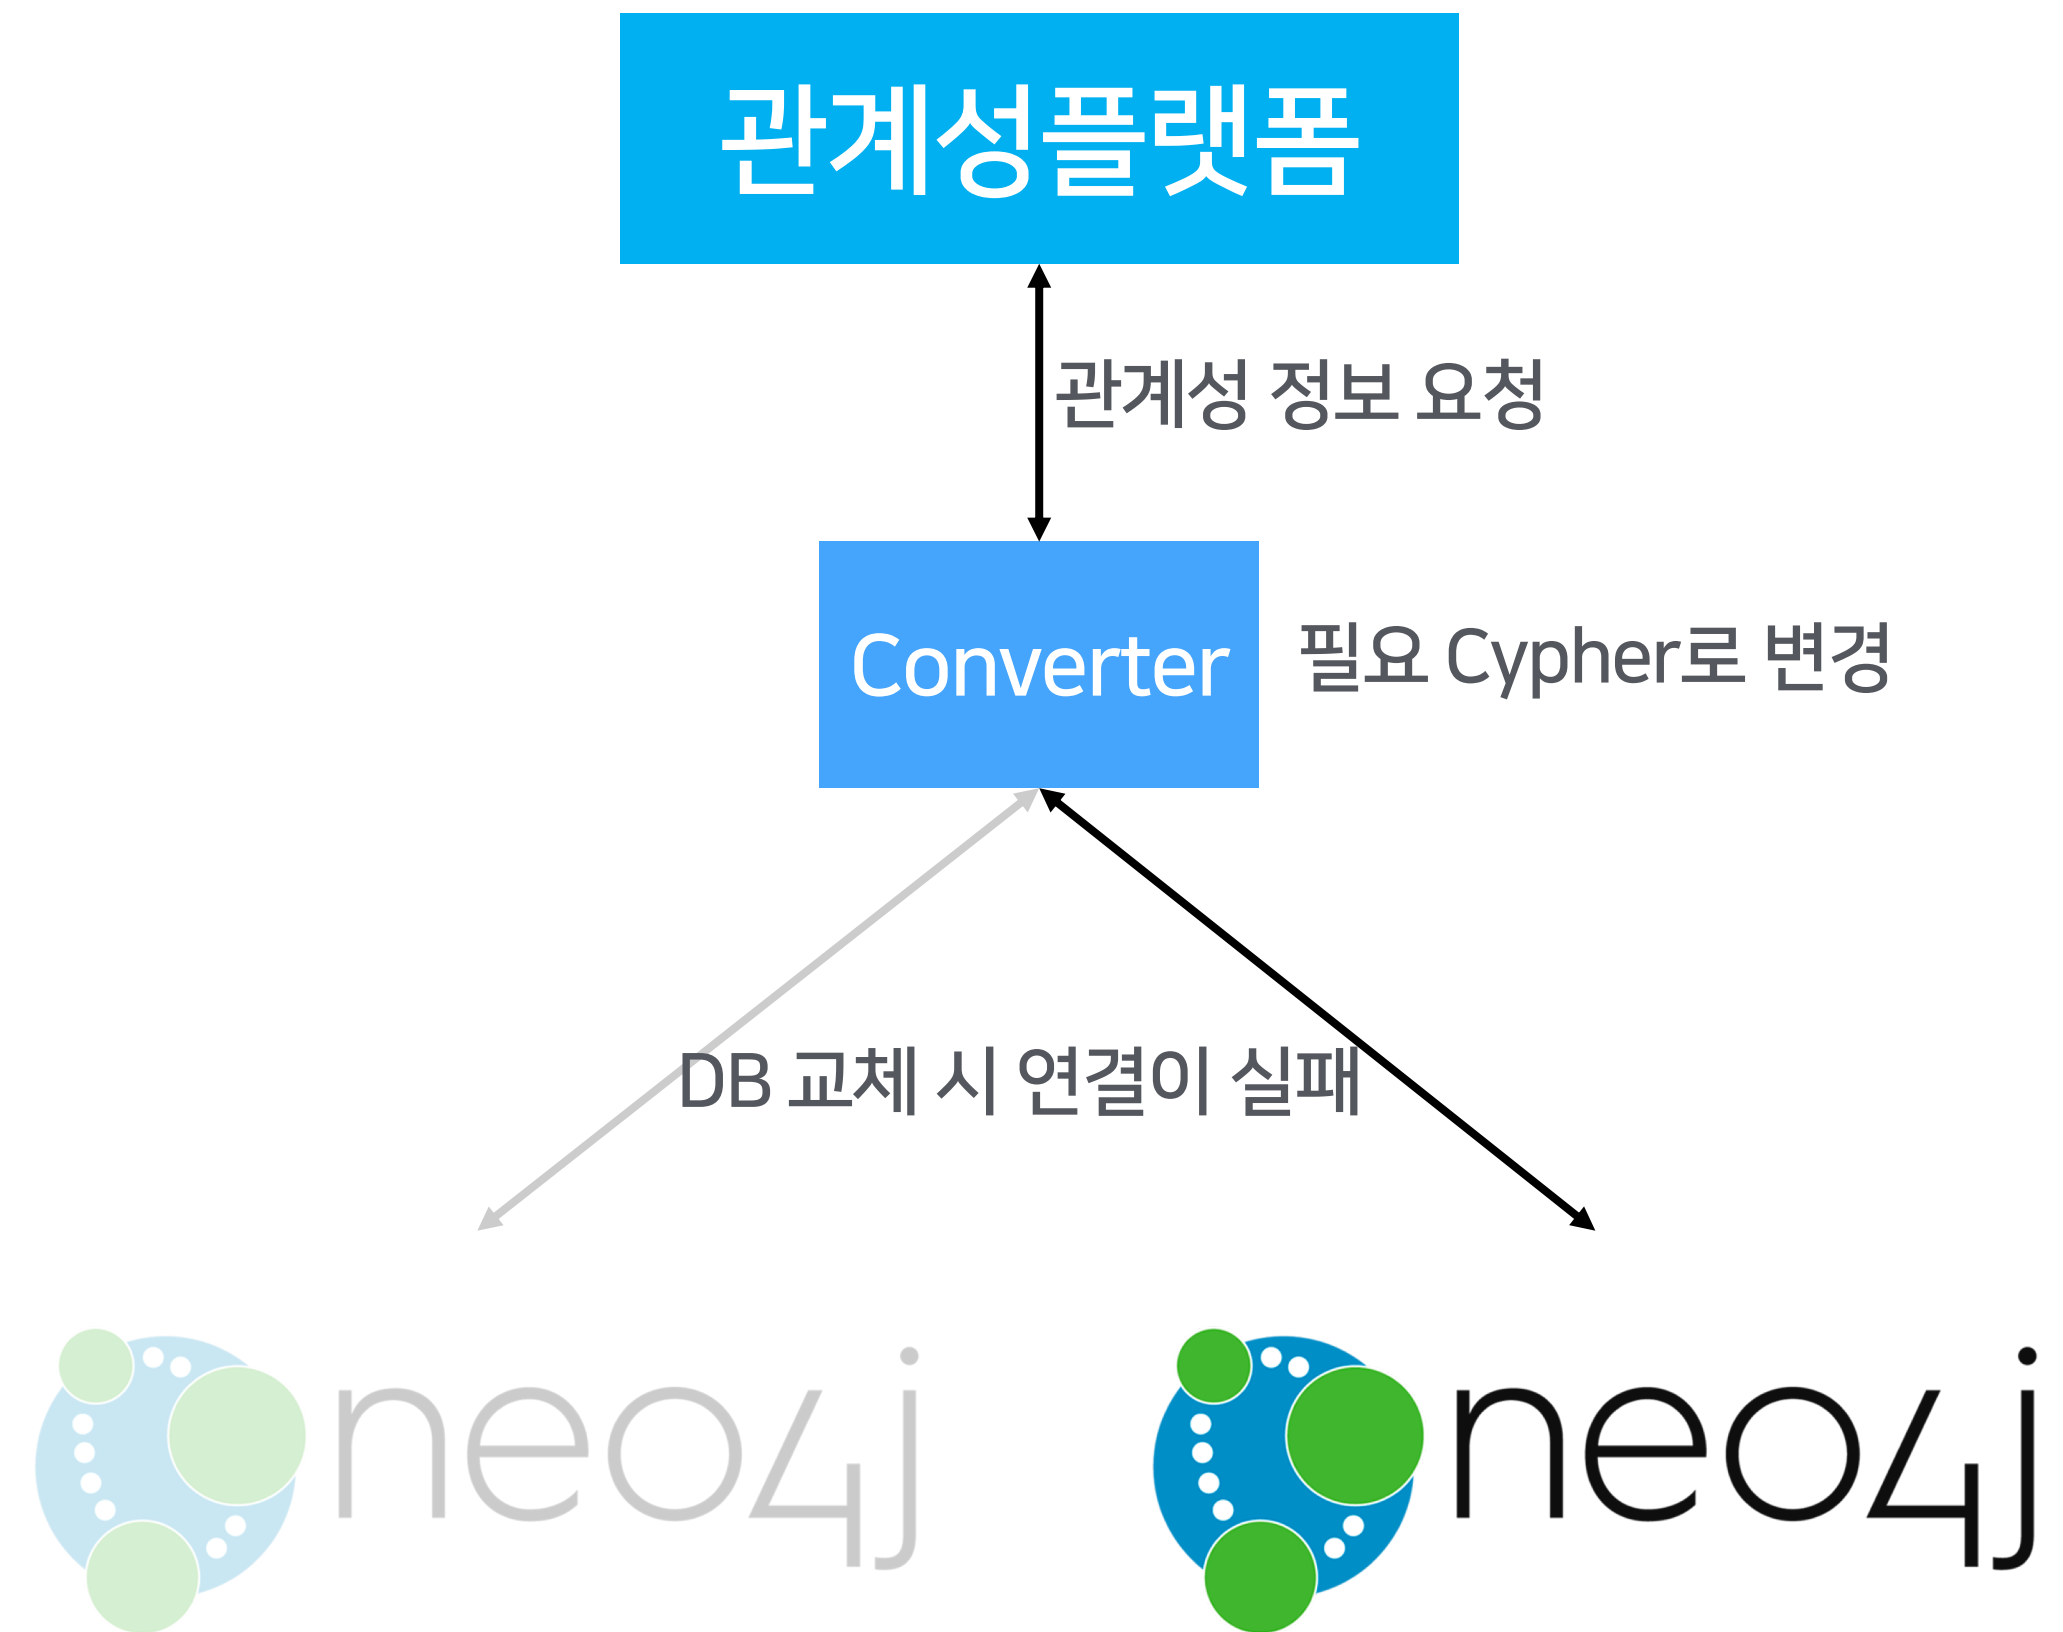 관계성플랫폼
관계성 정보 요청
Converter
필요 Cypher로 변경
DB 교체 시 연결이 실패
neo4j
neo4j